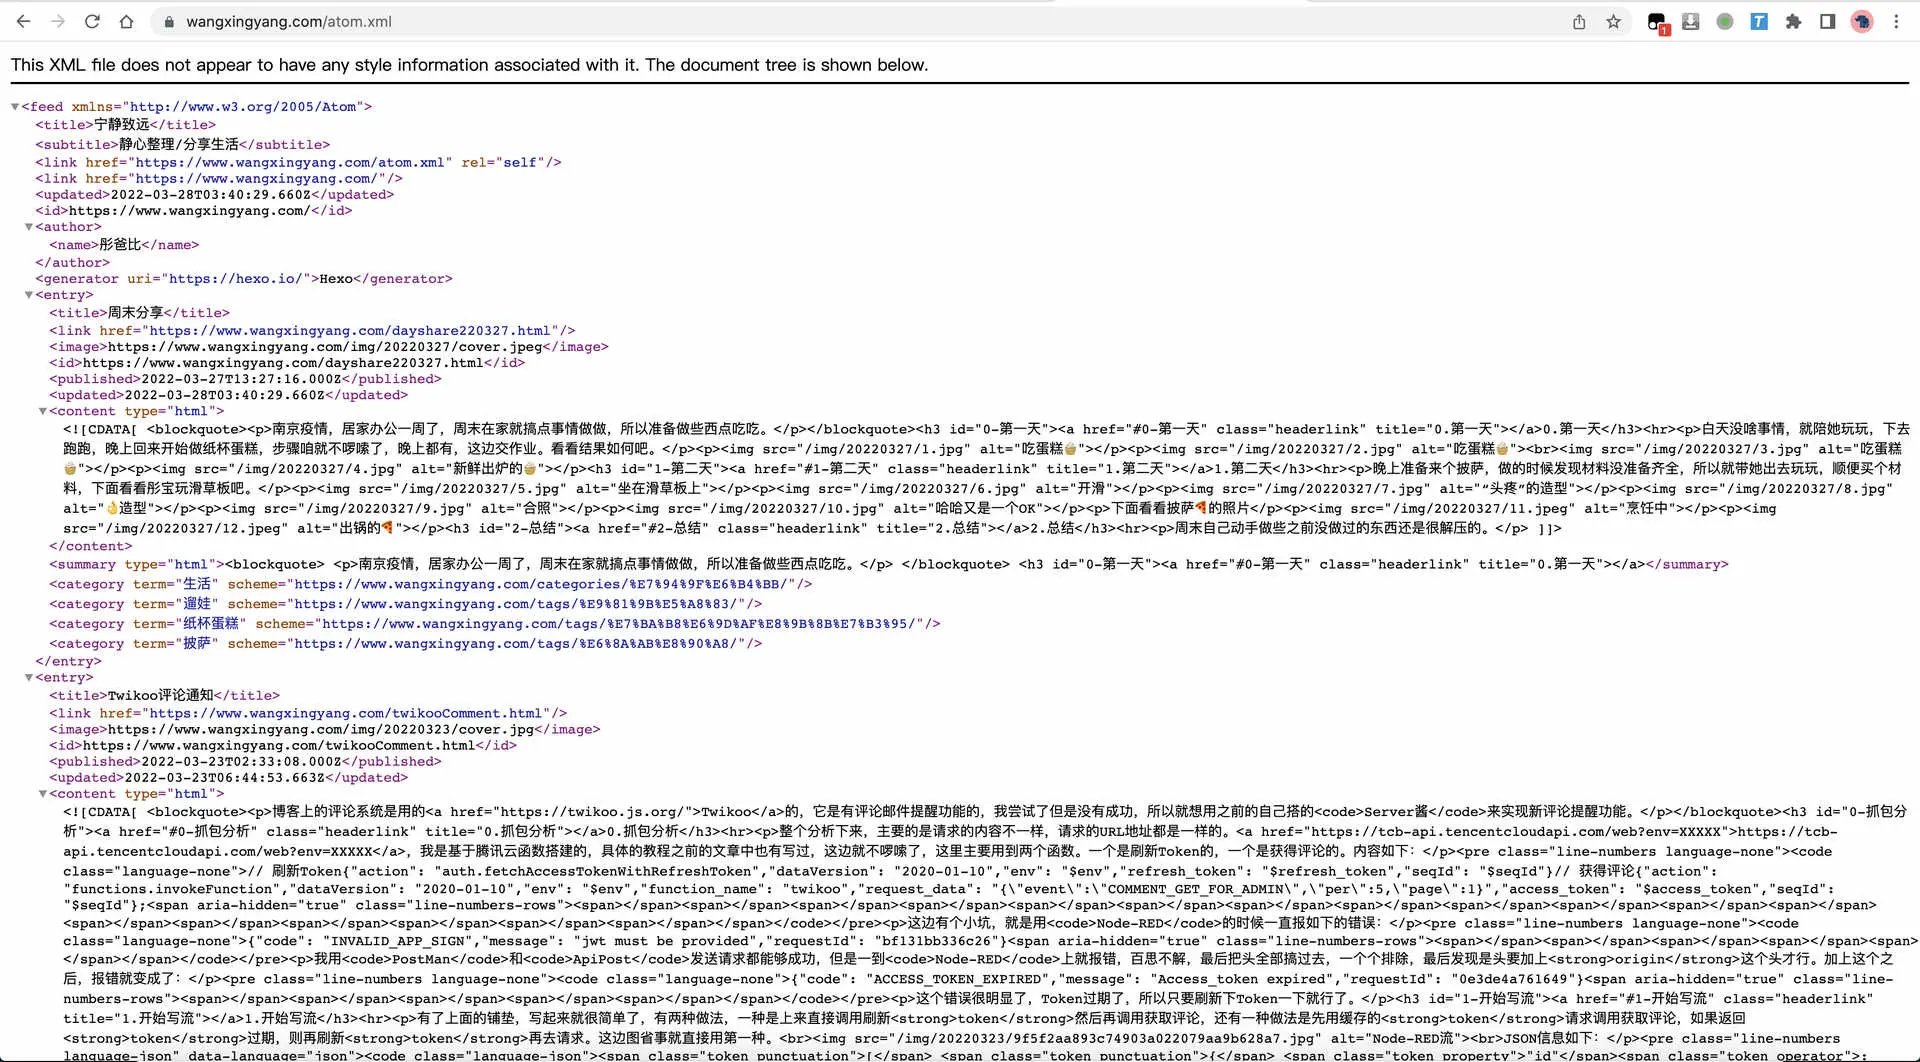 wangxingyang.com/atom.xml
1
This XML file does not appear to have any style information associated with it. The document tree is shown below.
▼<feed xmlns="http://www.w3.org/2005/Atom">
<title>宁静致远</title>
<subtitle>静心整理/分享生活</subtitle>
<link href="https://www.wangxingyang.com/atom.xml" rel="self"/>
<link href="https://www.wangxingyang.com/"/>
<updated>2022-03-28T03:40:29.660Z</updated>
<id>https://www.wangxingyang.com/</id>
▼<author>
<name>彤爸比</name>
</author>
<generator uri="https://hexo.io/">Hexo</generator>
▼<entry>
<title>周末分享</title>
<link href="https://www.wangxingyang.com/dayshare220327.html"/>
<image>https://www.wangxingyang.com/img/20220327/cover.jpeg</image>
<id>https://www.wangxingyang.com/dayshare220327.html</id>
<published>2022-03-27T13:27:16.000Z</published>
<updated>2022-03-28T03:40:29.660Z</updated>
▼<content type="html">
<![CDATA[ <blockquote><p>南京疫情，居家办公一周了，周末在家就搞点事情做做，所以准备做些西点吃吃。</p></blockquote><h3 id="0-第一天"><a href="#0-第一天" class="headerlink" title="0.第一天"></a>0.第一天</h3><hr><p>白天没啥事情，就陪她玩玩，下去
跑跑，晚上回来开始做纸杯蛋糕，步骤咱就不啰嗦了，晚上都有，这边交作业。看看结果如何吧。</p><p><img src="/img/20220327/1.jpg" alt="吃蛋糕🧁"></p><p><img src="/img/20220327/2.jpg" alt="吃蛋糕🧁"><br><img src="/img/20220327/3.jpg" alt="吃蛋糕
🧁"></p><p><img src="/img/20220327/4.jpg" alt="新鲜出炉的🧁"></p><h3 id="1-第二天"><a href="#1-第二天" class="headerlink" title="1.第二天"></a>1.第二天</h3><hr><p>晚上准备来个披萨，做的时候发现材料没准备齐全，所以就带她出去玩玩，顺便买个材
料，下面看看彤宝玩滑草板吧。</p><p><img src="/img/20220327/5.jpg" alt="坐在滑草板上"></p><p><img src="/img/20220327/6.jpg" alt="开滑"></p><p><img src="/img/20220327/7.jpg" alt="“头疼”的造型"></p><p><img src="/img/20220327/8.jpg"
alt="👌造型"></p><p><img src="/img/20220327/9.jpg" alt="合照"></p><p><img src="/img/20220327/10.jpg" alt="哈哈又是一个OK"></p><p>下面看看披萨🍕的照片</p><p><img src="/img/20220327/11.jpeg" alt="烹饪中"></p><p><img
src="/img/20220327/12.jpeg" alt="出锅的🍕"></p><h3 id="2-总结"><a href="#2-总结" class="headerlink" title="2.总结"></a>2.总结</h3><hr><p>周末自己动手做些之前没做过的东西还是很解压的。</p> ]]>
</content>
<summary type="html"><blockquote> <p>南京疫情，居家办公一周了，周末在家就搞点事情做做，所以准备做些西点吃吃。</p> </blockquote> <h3 id="0-第一天"><a href="#0-第一天" class="headerlink" title="0.第一天"></a></summary>
<category term="生活" scheme="https://www.wangxingyang.com/categories/%E7%94%9F%E6%B4%BB/"/>
<category term="遛娃" scheme="https://www.wangxingyang.com/tags/%E9%81%9B%E5%A8%83/"/>
<category term="纸杯蛋糕" scheme="https://www.wangxingyang.com/tags/%E7%BA%B8%E6%9D%AF%E8%9B%8B%E7%B3%95/"/>
<category term="披萨" scheme="https://www.wangxingyang.com/tags/%E6%8A%AB%E8%90%A8/"/>
</entry>
▼<entry>
<title>Twikoo评论通知</title>
<link href="https://www.wangxingyang.com/twikooComment.html"/>
<image>https://www.wangxingyang.com/img/20220323/cover.jpg</image>
<id>https://www.wangxingyang.com/twikooComment.html</id>
<published>2022-03-23T02:33:08.000Z</published>
<updated>2022-03-23T06:44:53.663Z</updated>
▼<content type="html">
<![CDATA[ <blockquote><p>博客上的评论系统是用的<a href="https://twikoo.js.org/">Twikoo</a>的，它是有评论邮件提醒功能的，我尝试了但是没有成功，所以就想用之前的自己搭的<code>Server酱</code>来实现新评论提醒功能。</p></blockquote><h3 id="0-抓包分
析"><a href="#0-抓包分析" class="headerlink" title="0.抓包分析"></a>0.抓包分析</h3><hr><p>整个分析下来，主要的是请求的内容不一样，请求的URL地址都是一样的。<a href="https://tcb-api.tencentcloudapi.com/web?env=XXXXX">https://tcb-
api.tencentcloudapi.com/web?env=XXXXX</a>，我是基于腾讯云函数搭建的，具体的教程之前的文章中也有写过，这边就不啰嗦了，这里主要用到两个函数。一个是刷新Token的，一个是获得评论的。内容如下：</p><pre class="line-numbers language-none"><code
class="language-none">// 刷新Token{"action": "auth.fetchAccessTokenWithRefreshToken","dataVersion": "2020-01-10","env": "$env","refresh_token": "$refresh_token","seqId": "$seqId"}// 获得评论{"action":
"functions.invokeFunction","dataVersion": "2020-01-10","env": "$env","function_name": "twikoo","request_data": "{\"event\":\"COMMENT_GET_FOR_ADMIN\",\"per\":5,\"page\":1}","access_token": "$access_token","seqId":
"$seqId"};<span aria-hidden="true" class="line-numbers-rows"><span></span><span></span><span></span><span></span><span></span><span></span><span></span><span></span><span></span><span></span><span></span><span></span>
<span></span><span></span><span></span><span></span><span></span><span></span><span></span><span></span></span></code></pre><p>这边有个小坑，就是用<code>Node-RED</code>的时候一直报如下的错误：</p><pre class="line-numbers language-none"><code
class="language-none">{"code": "INVALID_APP_SIGN","message": "jwt must be provided","requestId": "bf131bb336c26"}<span aria-hidden="true" class="line-numbers-rows"><span></span><span></span><span></span><span></span><span></span>
</span></code></pre><p>我用<code>PostMan</code>和<code>ApiPost</code>发送请求都能够成功，但是一到<code>Node-RED</code>上就报错，百思不解，最后把头全部搞过去，一个个排除，最后发现是头要加上<strong>origin</strong>这个头才行。加上这个之
后，报错就变成了：</p><pre class="line-numbers language-none"><code class="language-none">{"code": "ACCESS_TOKEN_EXPIRED","message": "Access_token expired","requestId": "0e3de4a761649"}<span aria-hidden="true" class="line-
numbers-rows"><span></span><span></span><span></span><span></span><span></span></span></code></pre><p>这个错误很明显了，Token过期了，所以只要刷新下Token一下就行了。</p><h3 id="1-开始写流"><a href="#1-开始写流" class="headerlink"
title="1.开始写流"></a>1.开始写流</h3><hr><p>有了上面的铺垫，写起来就很简单了，有两种做法，一种是上来直接调用刷新<strong>token</strong>然后再调用获取评论，还有一种做法是先用缓存的<strong>token</strong>请求调用获取评论，如果返回
<strong>token</strong>过期，则再刷新<strong>token</strong>再去请求。这边图省事就直接用第一种。<br><img src="/img/20220323/9f5f2aa893c74903a022079aa9b628a7.jpg" alt="Node-RED流"><br>JSON信息如下：</p><pre class="line-numbers
language-json" data-language="json"><code class="language-json"><span class="token punctuation">[</span> <span class="token punctuation">{</span> <span class="token property">"id"</span><span class="token operator">: